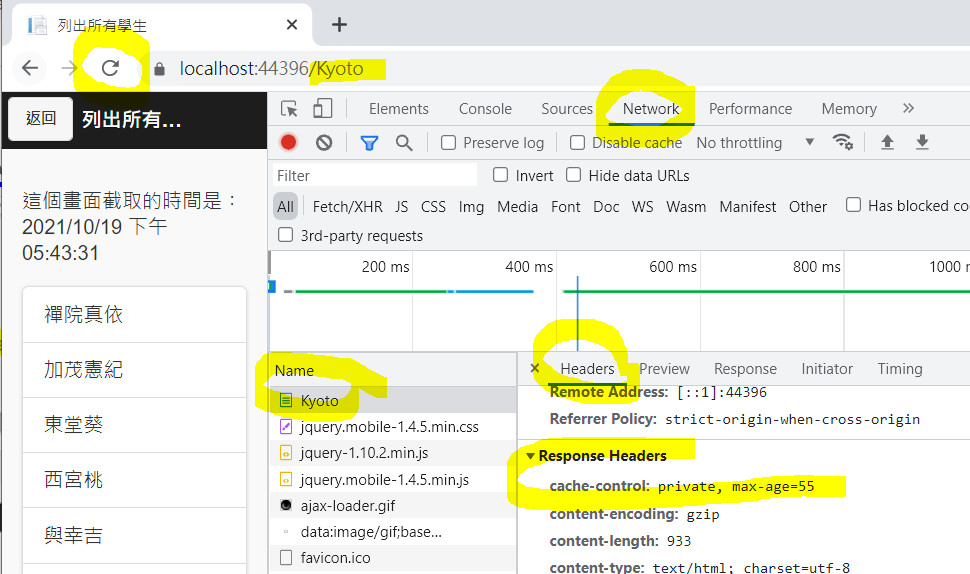 列出所有學生
localhost:44396/Kyoto
返回
列出所有...
這個畫面截取的時間是：
2021/10/19 下午
05:43:31
禪院真依
加茂憲紀
東堂葵
西宮桃
與幸吉
Elements Console Sources Network Performance Memory
Preserve log Disable cache No throttling
Filter Invert Hide data URLs
All Fetch/XHR JS CSS Img Media Font Doc WS Wasm Manifest Other Has blocked co
3rd-party requests
200 ms 400 ms 600 ms 800 ms 1000 m
Name
Kyoto
jquery.mobile-1.4.5.min.css
jquery-1.10.2.min.js
jquery.mobile-1.4.5.min.js
ajax-loader.gif
data:image/gif;base...
favicon.ico
Headers Preview Response Initiator Timing
Remote Address: [::1]:44396
Referrer Policy: strict-origin-when-cross-origin
Response Headers
cache-control: private, max-age=55
content-encoding: gzip
content-length: 933
content-type: text/html; charset=utf-8